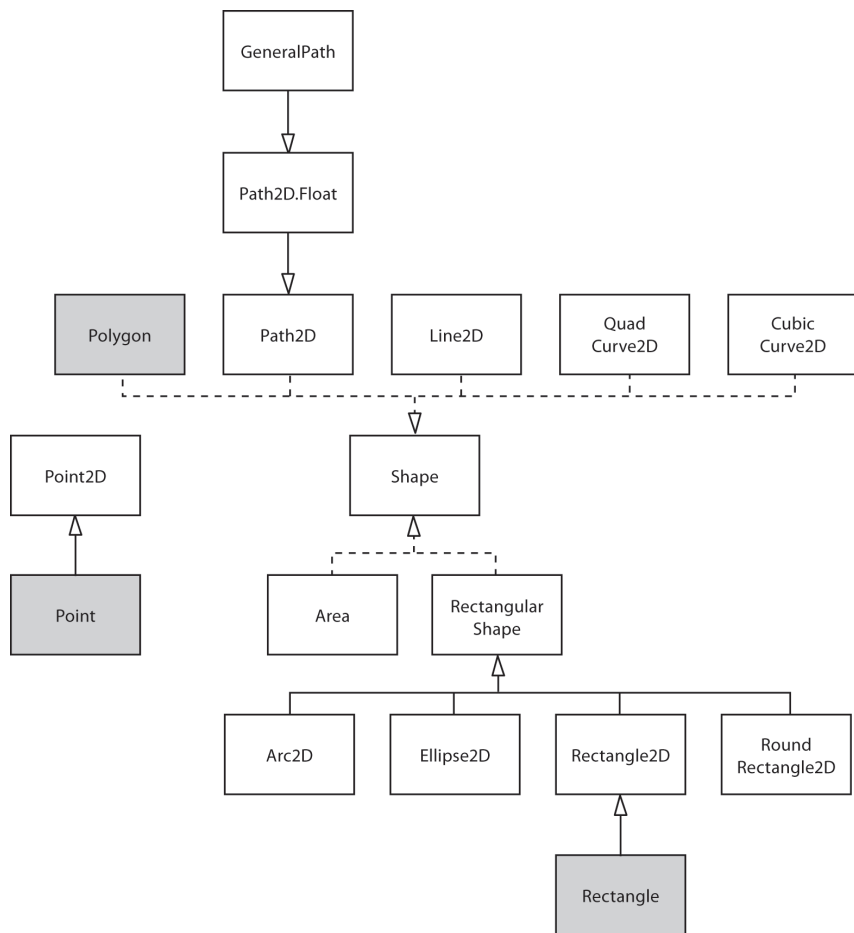 GeneralPath
Path2D.Float
Polygon
Path2D
Line2D
Quad
Curve2D
Cubic
Curve2D
Point2D
Shape
Point
Area
Rectangular
Shape
Arc2D
Ellipse2D
Rectangle2D
Round
Rectangle2D
Rectangle